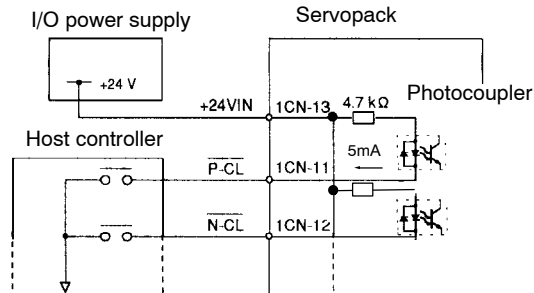 I/O power supply
Servopack
+24 V
Photocoupler
+24VIN 1CN-13 4.7 kΩ
Host controller
5mA
P-CL 1CN-11
N-CL 1CN-12